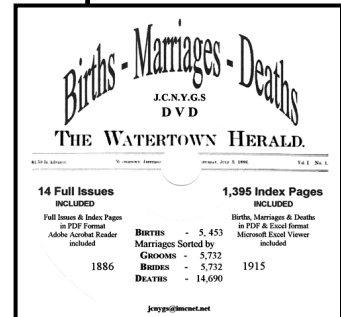 Births - Marriages - Deaths
J.C.N.Y.G.S
DVD
THE WATERTOWN HERALD.
$1.50 In Advance. Vol. I No. 1.
14 Full Issues
INCLUDED
Full Issues & Index Pages
in PDF Format
Adobe Acrobat Reader
included
1886
1,395 Index Pages
INCLUDED
Births, Marriages & Deaths
in PDF & Excel format
Microsoft Excel Viewer
included
1915
BIRTHS - 5, 453
Marriages Sorted by
GROOMS - 5,732
BRIDES - 5,732
DEATHS - 14,690
jcnygs@imcnet.net